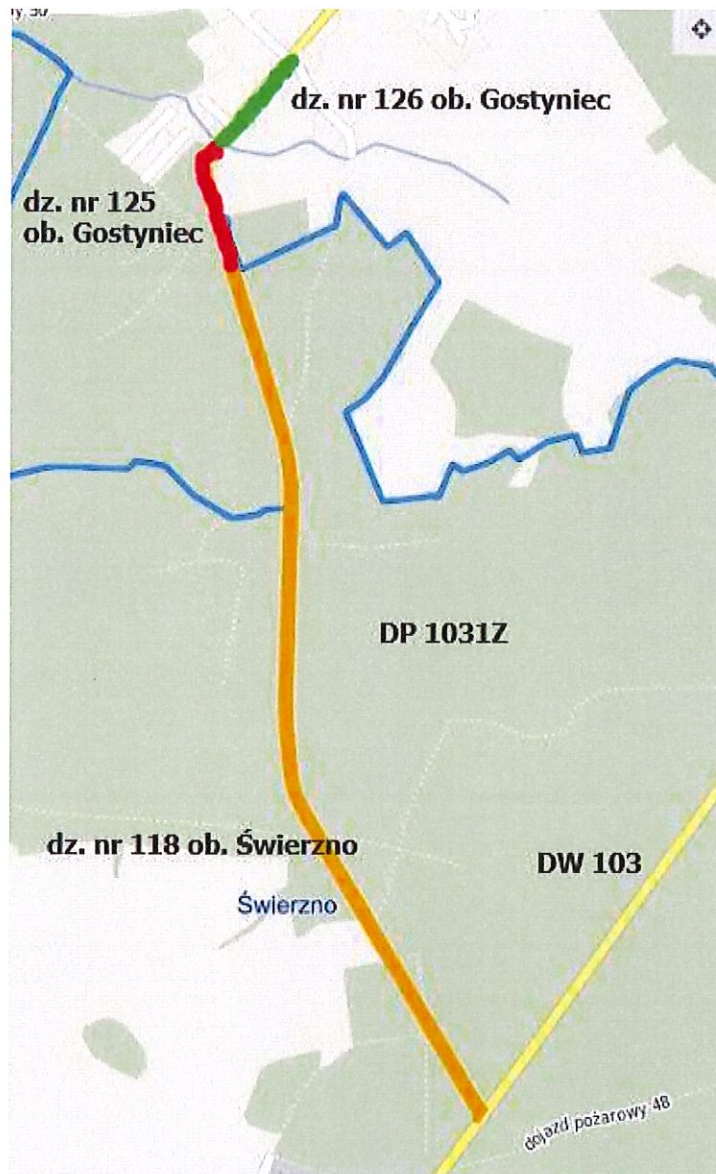 dz. nr 126 ob. Gostyniec
dz. nr 125
ob. Gostyniec
DP 1031Z
dz. nr 118 ob. Świerzno
DW 103
Świerzno
dojazd pożarowy 48